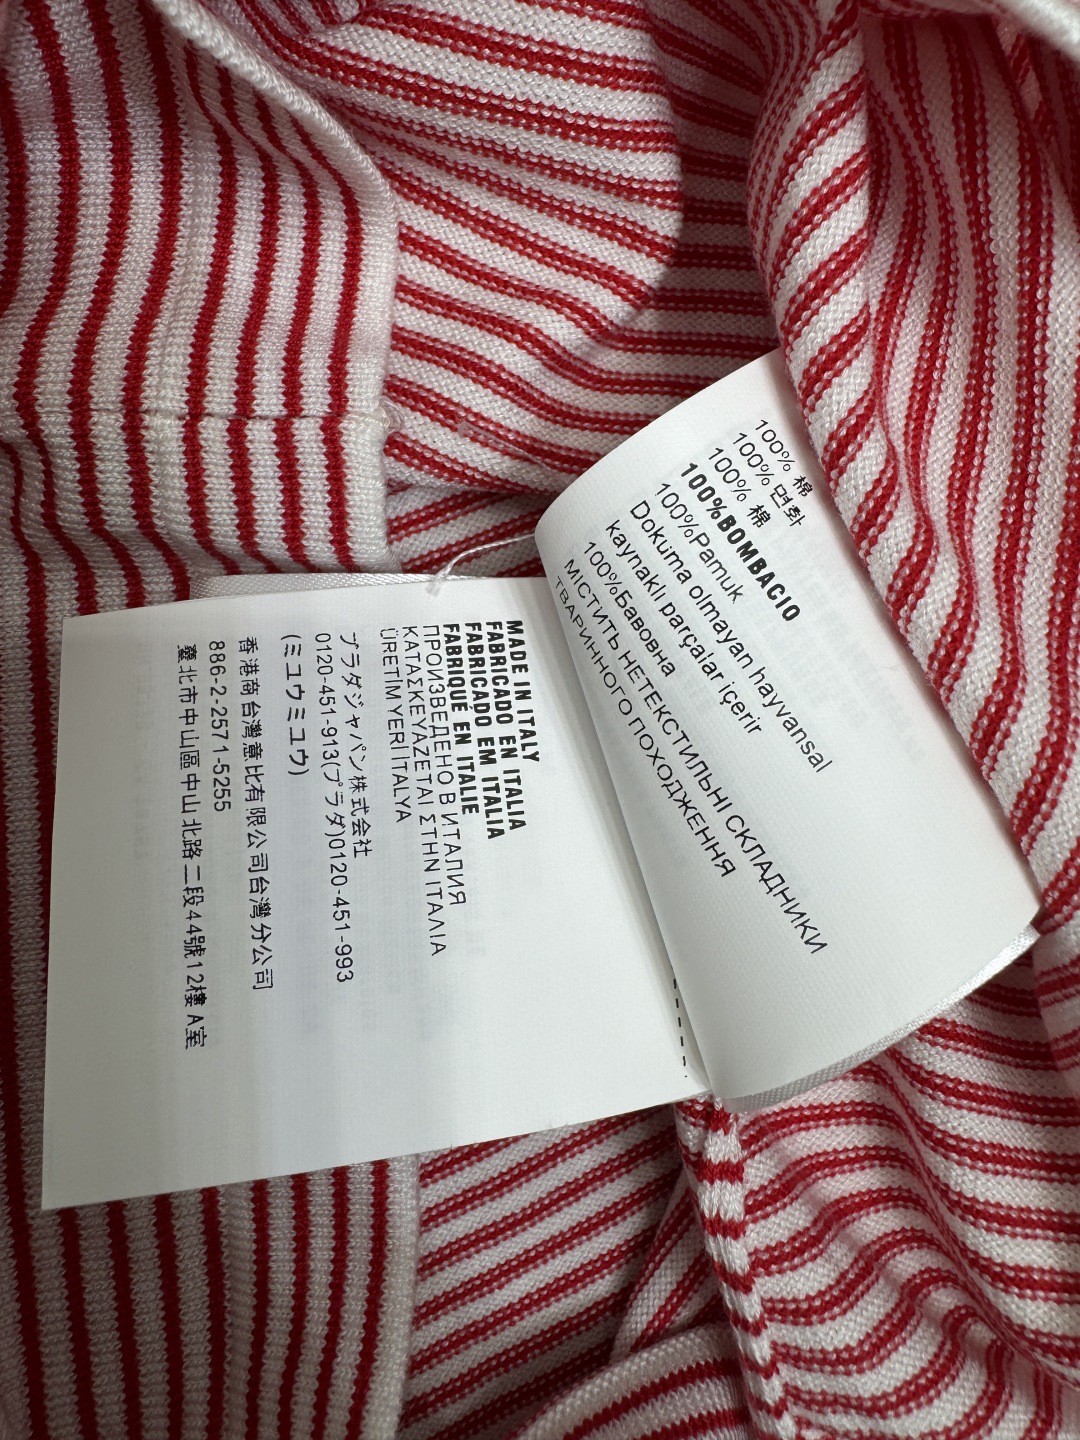 100% 棉
100% 면화
100% 棉
100%BOMBACIO
100%Pamuk
Dokuma olmayan hayvansal
kaynaklı parçalar içerir
100%Бавовна
МІСТИТЬ НЕТЕКСТИЛЬНІ СКЛАДНИКИ
ТВАРИННОГО ПОХОДЖЕННЯ
MADE IN ITALY
FABRICADO EN ITALIA
FABRICADO EM ITALIA
FABRIQUÉ EN ITALIE
ПРОИЗВЕДЕНО В ИТАЛИЯ
ΚΑΤΑΣΚΕΥΑΖΕΤΑΙ ΣΤΗΝ ΙΤΑΛΙΑ
ÜRETİM YERİ İTALYA
プラダジャパン株式会社
0120-451-913(プラダ)0120-451-993
(ミュウミュウ)
香港商台灣意比有限公司台灣分公司
886-2-2571-5255
臺北市中山區中山北路二段44號12樓A室